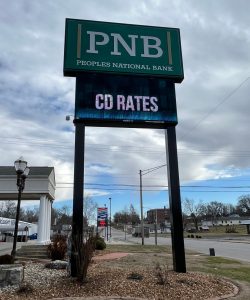 PNB
PEOPLES NATIONAL BANK
CD RATES